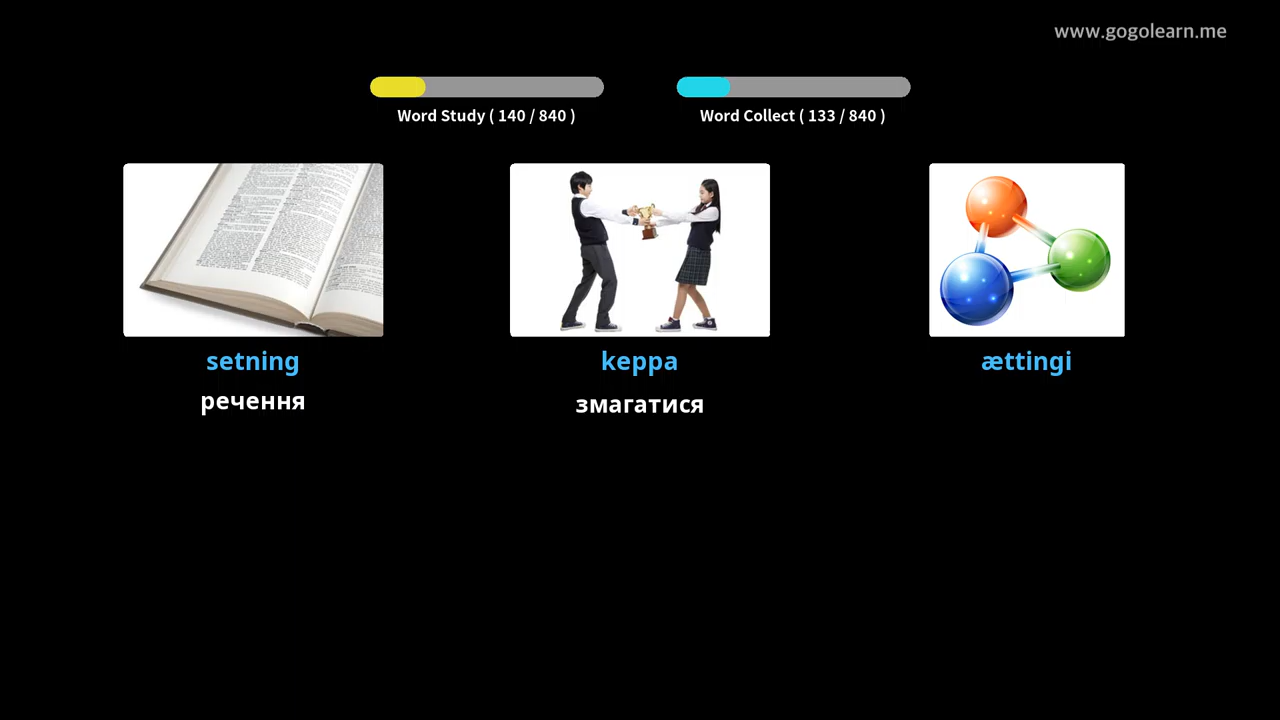 www.gogolearn.me
Word Study ( 140 / 840 )
Word Collect ( 133 / 840 )
setning
речення
keppa
змагатися
ættingi